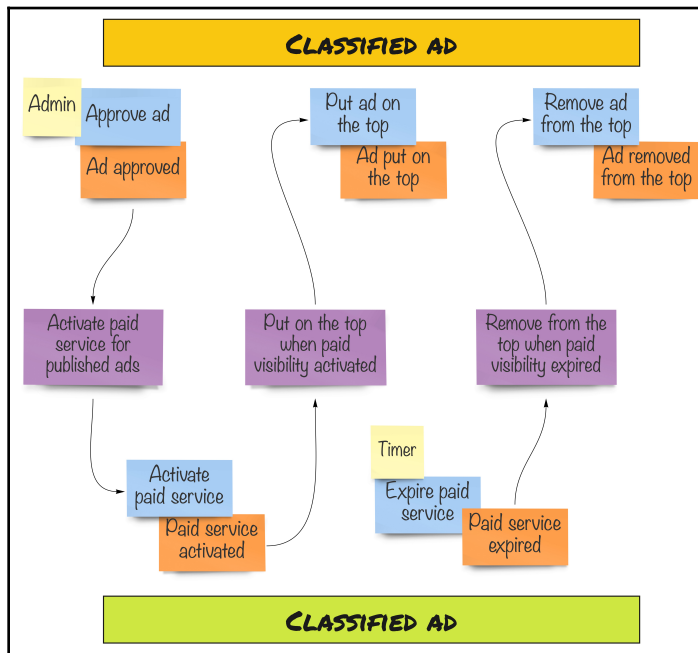 CLASSIFIED AD
Admin
Approve ad
Ad approved
Put ad on
the top
Ad put on
the top
Remove ad
from the top
Ad removed
from the top
Activate paid
service for
published ads
Put on the top
when paid
visibility activated
Remove from the
top when paid
visibility expired
Activate
paid service
Paid service
activated
Timer
Expire paid
service
Paid service
expired
CLASSIFIED AD